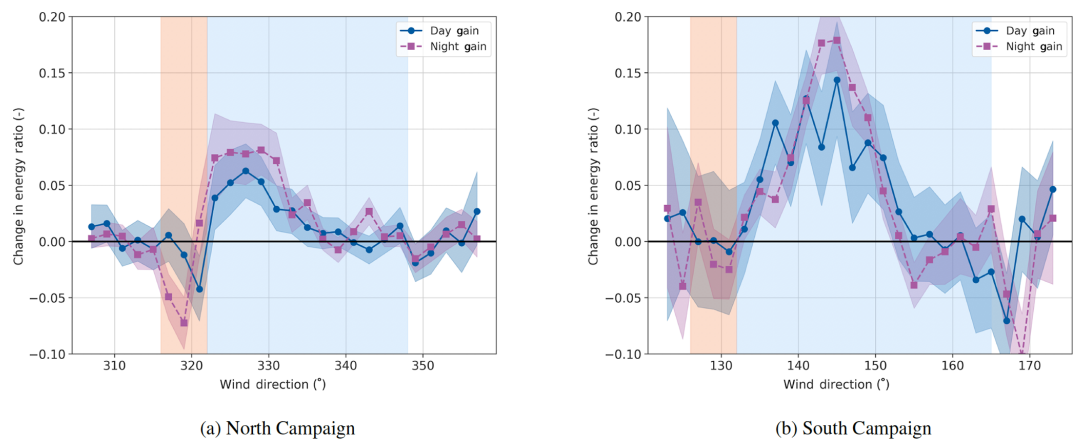 0.20
0.15
0.10
0.05
0.00
−0.05
−0.10
Change in energy ratio (-)
Day gain
Night gain
310 320 330 340 350
Wind direction (°)
(a) North Campaign
0.20
0.15
0.10
0.05
0.00
−0.05
−0.10
Change in energy ratio (-)
Day gain
Night gain
130 140 150 160 170
Wind direction (°)
(b) South Campaign